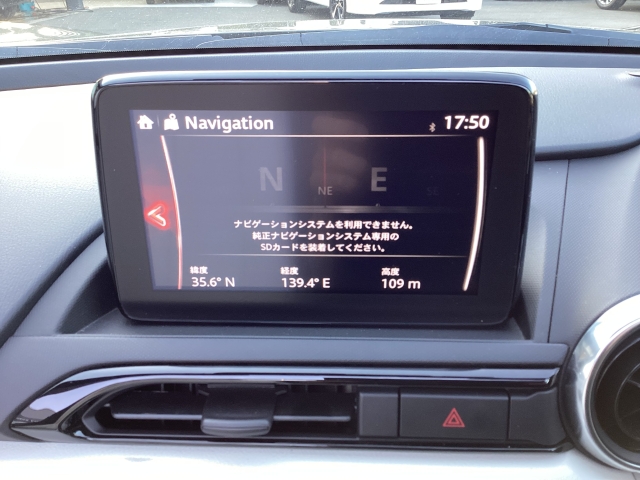 Navigation
17:50
N
NE
E
SE
ナビゲーションシステムを利用できません。
純正ナビゲーションシステム専用の
SDカードを装着してください。
緯度 経度 高度
35.6° N 139.4° E 109 m